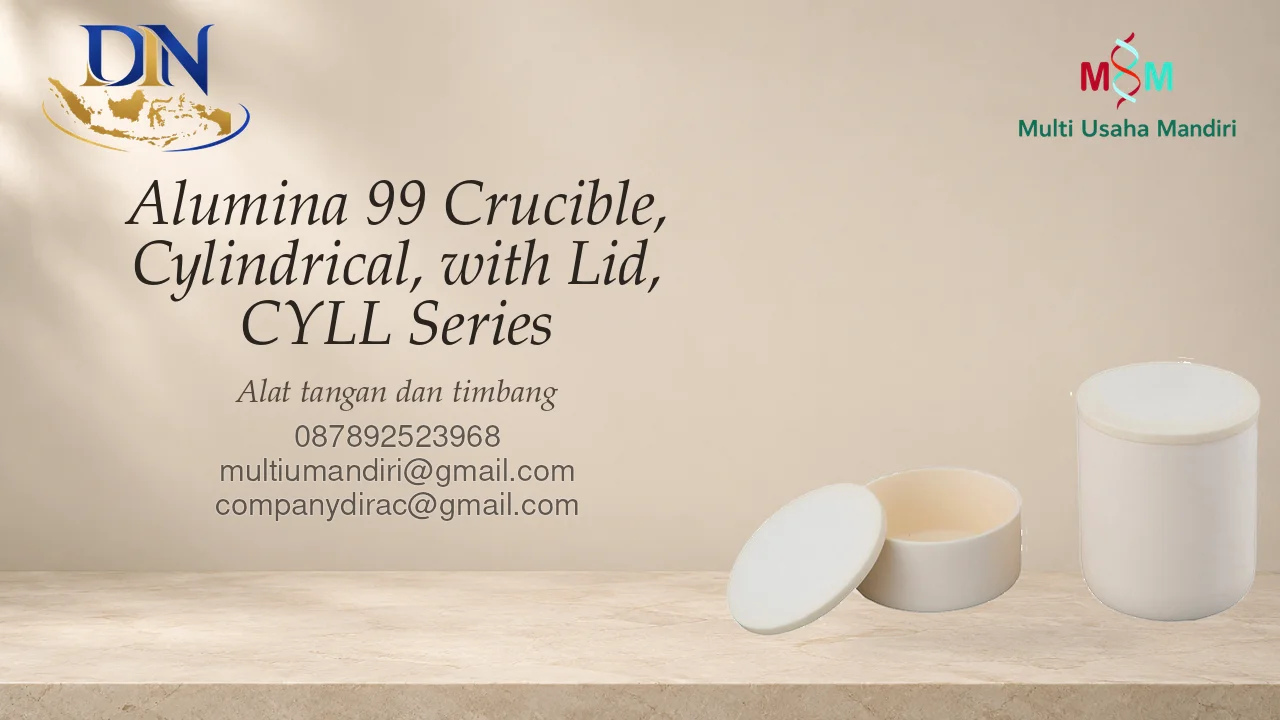 DN
M M
Multi Usaha Mandiri
Alumina 99 Crucible,
Cylindrical, with Lid,
CYLL Series
Alat tangan dan timbang
087892523968
multiumandiri@gmail.com
companydirac@gmail.com